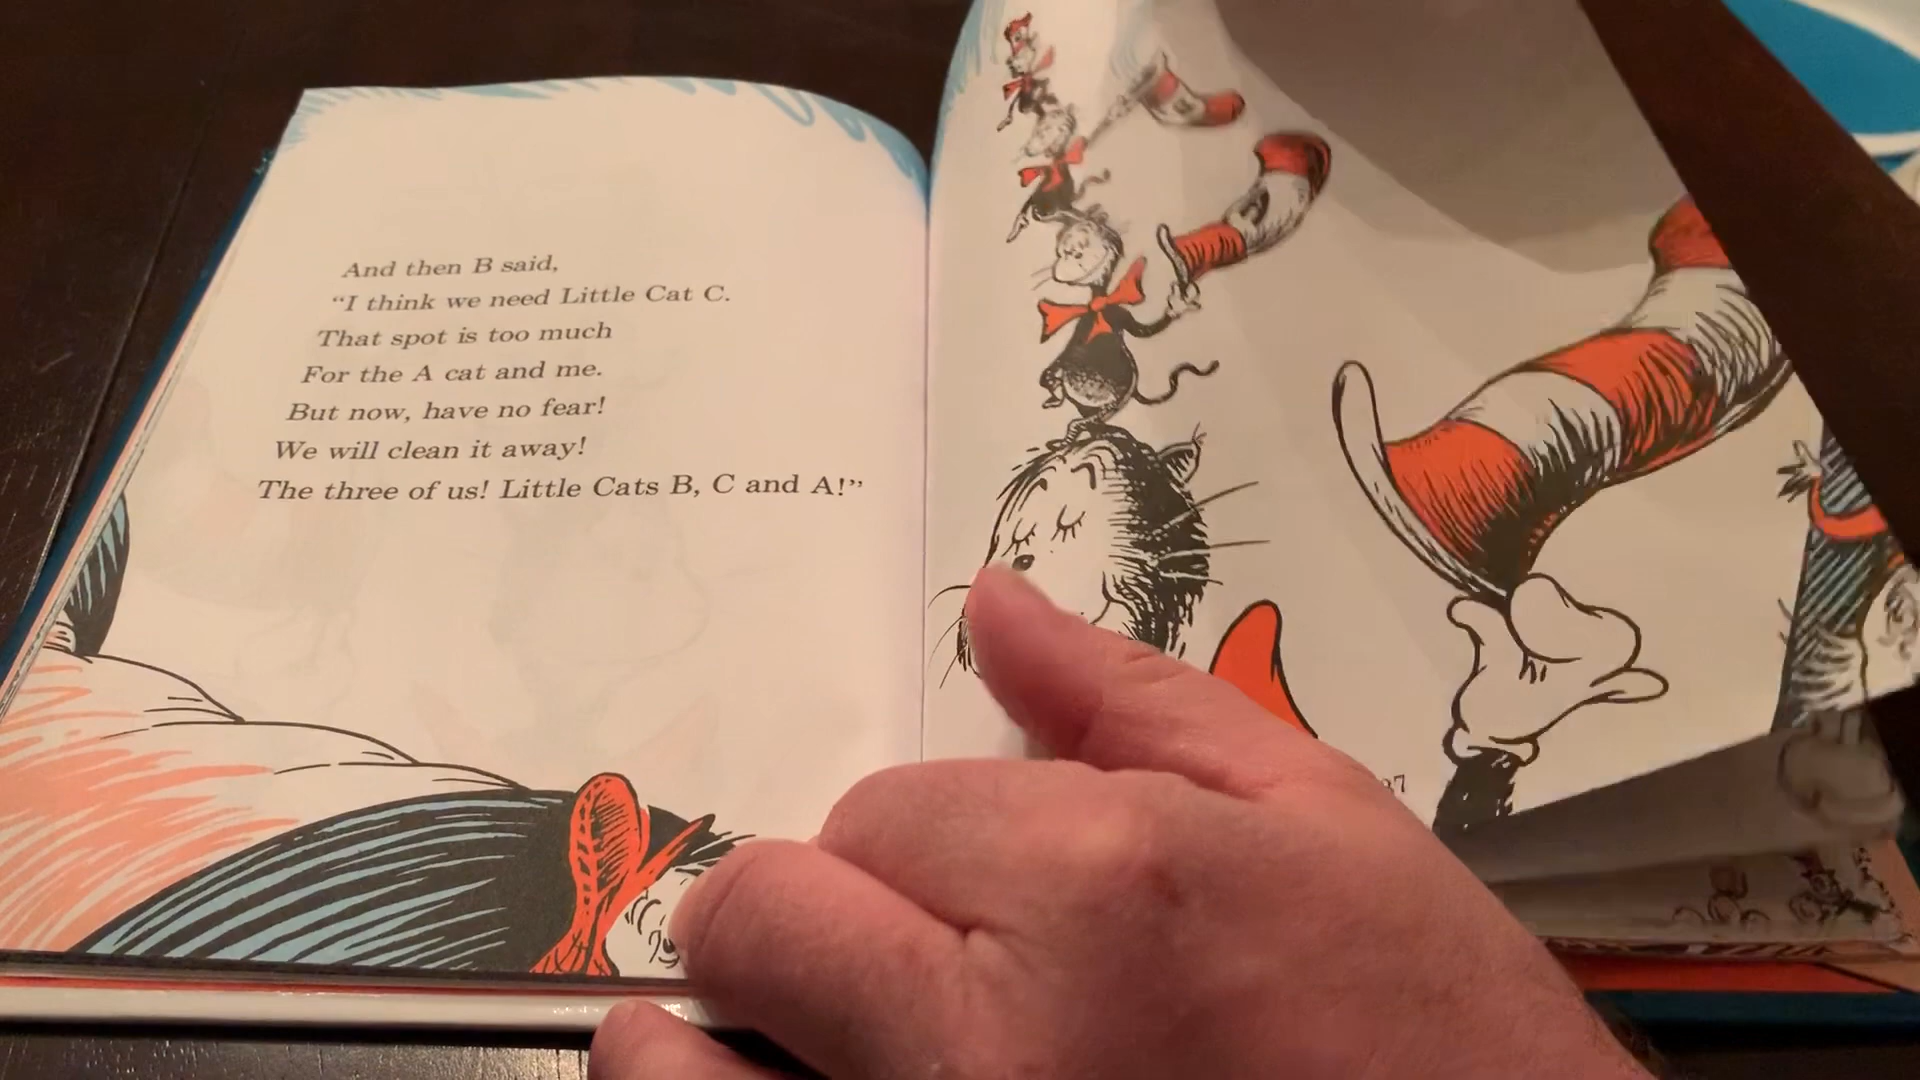 And then B said,
“I think we need Little Cat C.
That spot is too much
For the A cat and me.
But now, have no fear!
We will clean it away!
The three of us! Little Cats B, C and A!”
B
A
37